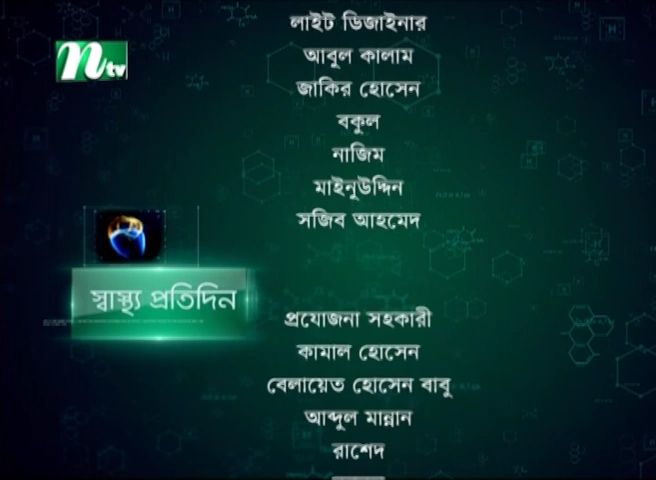 ntv
লাইট ডিজাইনার
আবুল কালাম
জাকির হোসেন
বকুল
নাজিম
মাইনুউদ্দিন
সজিব আহমেদ
স্বাস্থ্য প্রতিদিন
প্রযোজনা সহকারী
কামাল হোসেন
বেলায়েত হোসেন বাবু
আব্দুল মান্নান
রাশেদ